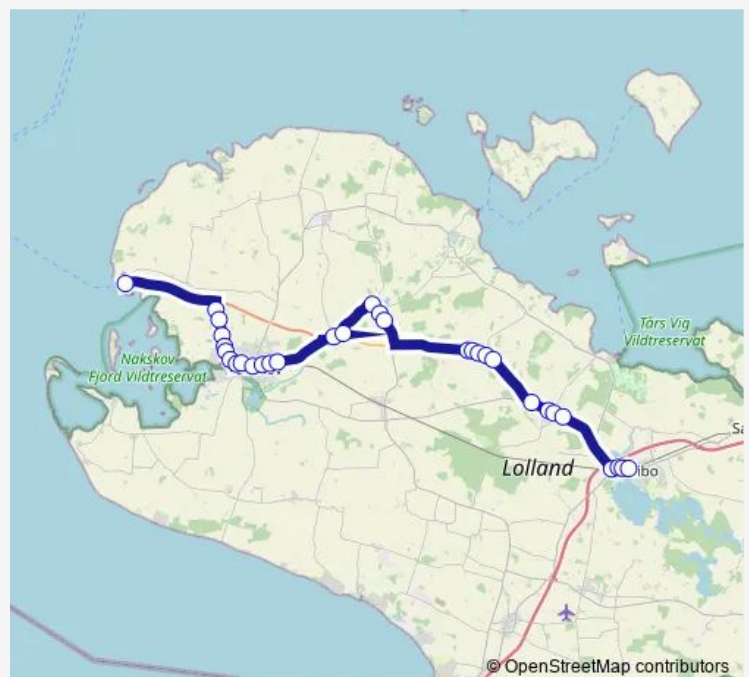 Tårs Vig
Vildtreservat
Nakskov
Fjord Vildtreservat
Sa
Lolland
ibo
© OpenStreetMap contributors